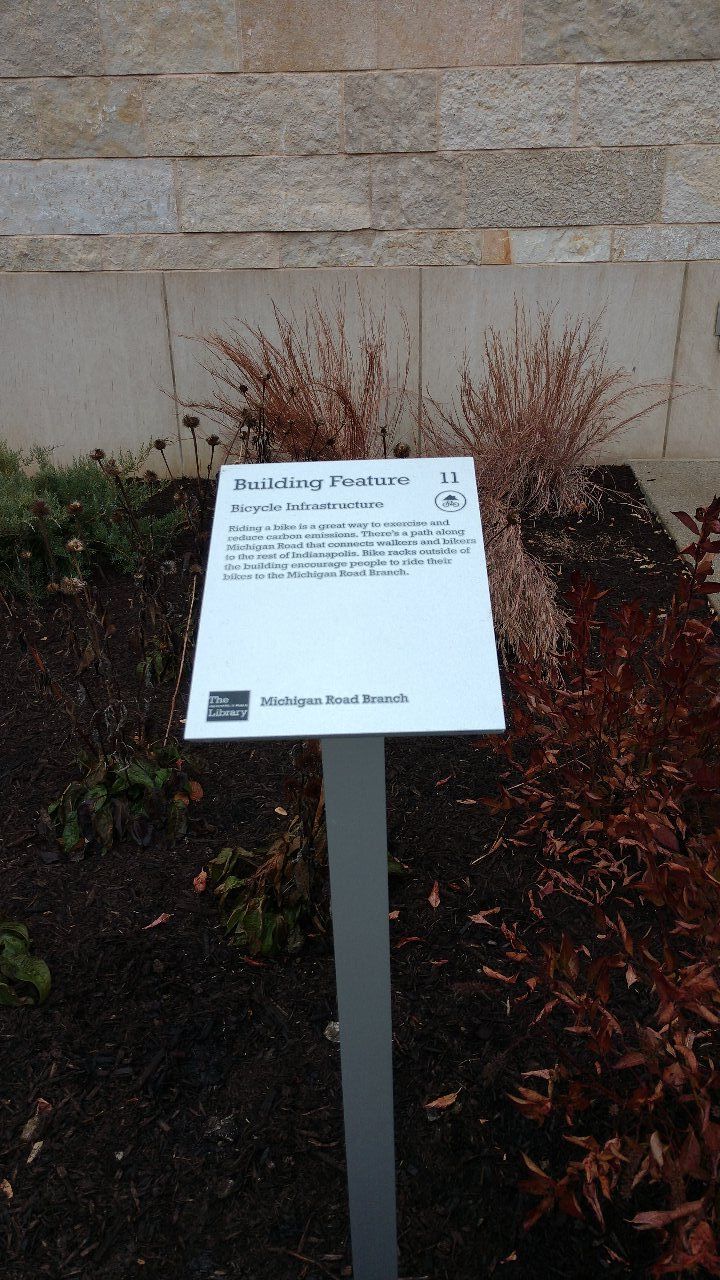 Building Feature 11
Bicycle Infrastructure
Riding a bike is a great way to exercise and
reduce carbon emissions. There's a path along
Michigan Road that connects walkers and bikers
to the rest of Indianapolis. Bike racks outside of
the building encourage people to ride their
bikes to the Michigan Road Branch.
The
Library
Michigan Road Branch